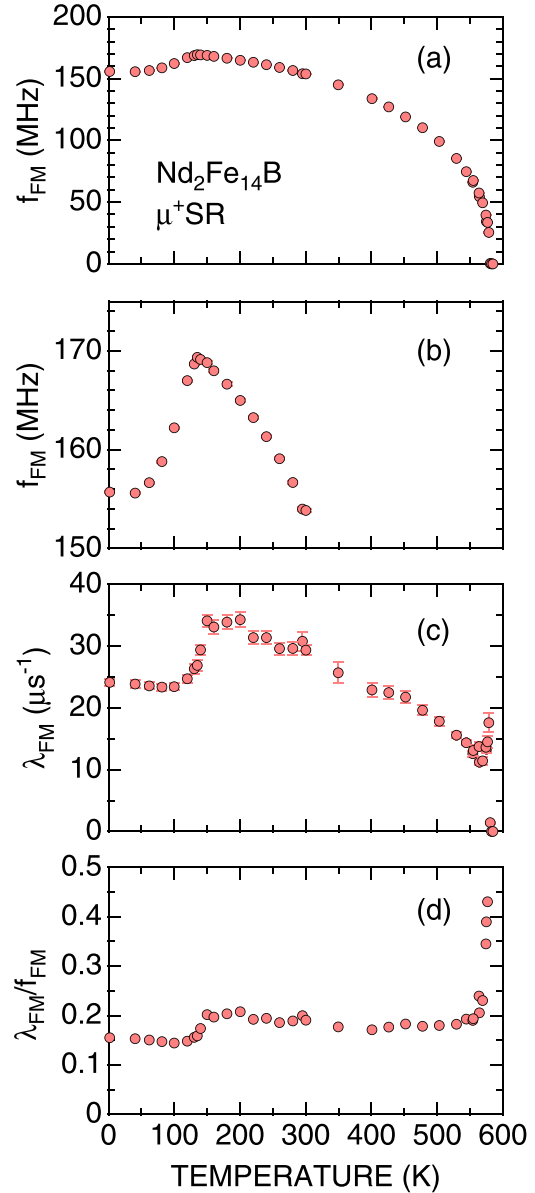 200
(a)
150
f_FM (MHz)
100
Nd₂Fe₁₄B
50
μ⁺SR
0
(b)
170
f_FM (MHz)
160
150
40
(c)
30
λ_FM (μs⁻¹)
20
10
0
0.5
(d)
0.4
0.3
λ_FM/f_FM
0.2
0.1
0
0 100 200 300 400 500 600
TEMPERATURE (K)